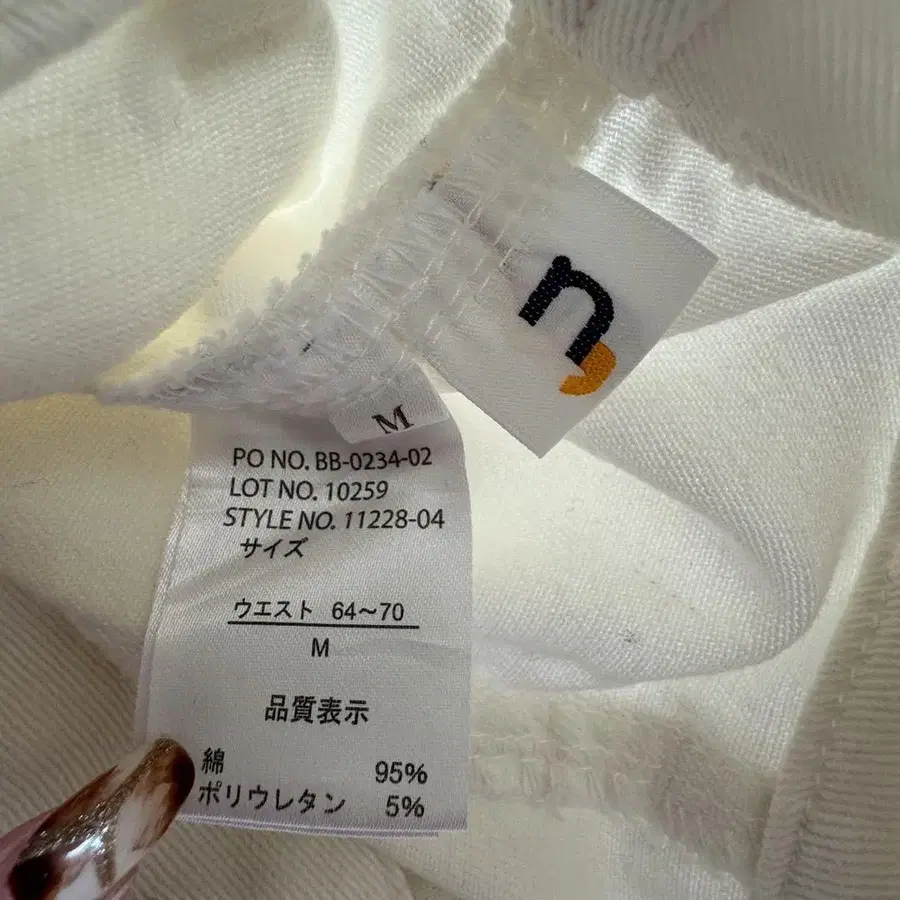 n
M
PO NO. BB-0234-02
LOT NO. 10259
STYLE NO. 11228-04
サイズ
ウエスト 64〜70
M
品質表示
綿 95%
ポリウレタン 5%